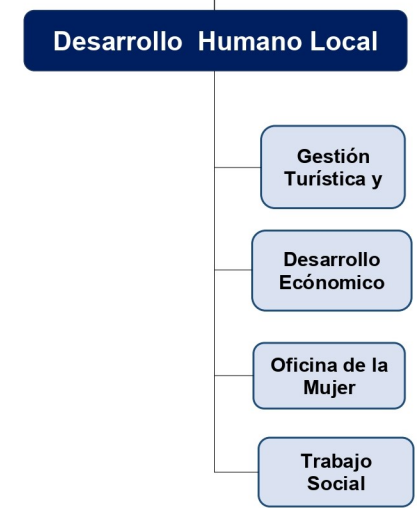 Desarrollo Humano Local
Gestión
Turística y
Desarrollo
Ecónomico
Oficina de la
Mujer
Trabajo
Social